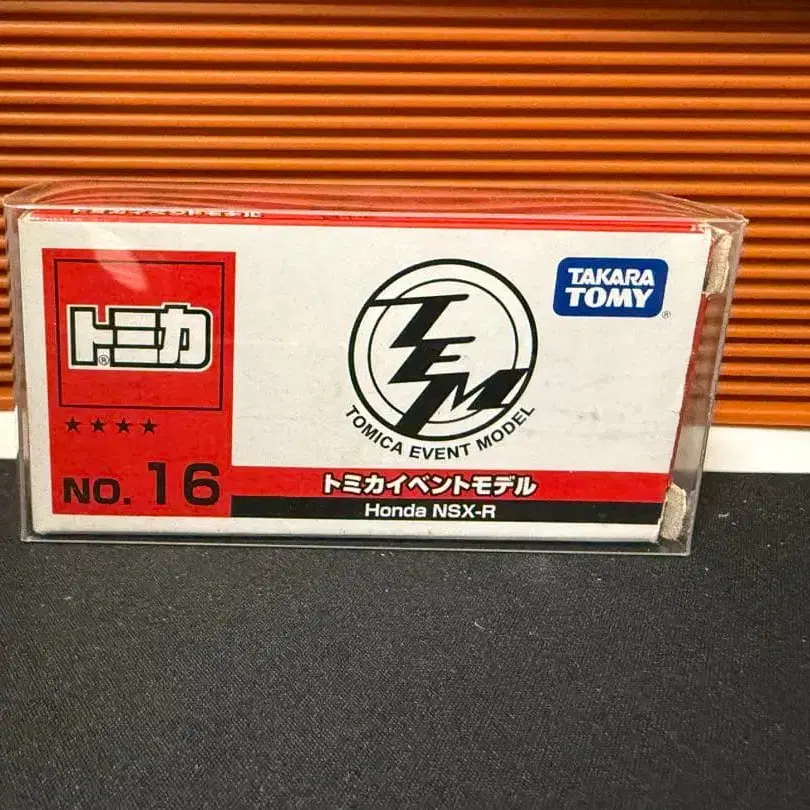 トミカ®
★★★★
NO. 16
TEM
TOMICA EVENT MODEL
TAKARA
TOMY®
トミカイベントモデル
Honda NSX-R